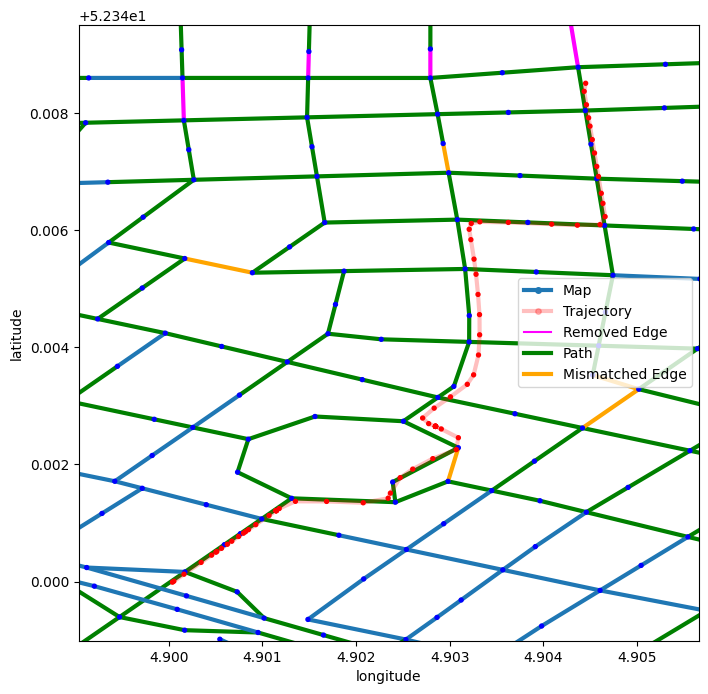 +5.234e1
0.008
0.006
0.004
0.002
0.000
latitude
4.900
4.901
4.902
4.903
4.904
4.905
longitude
Map
Trajectory
Removed Edge
Path
Mismatched Edge